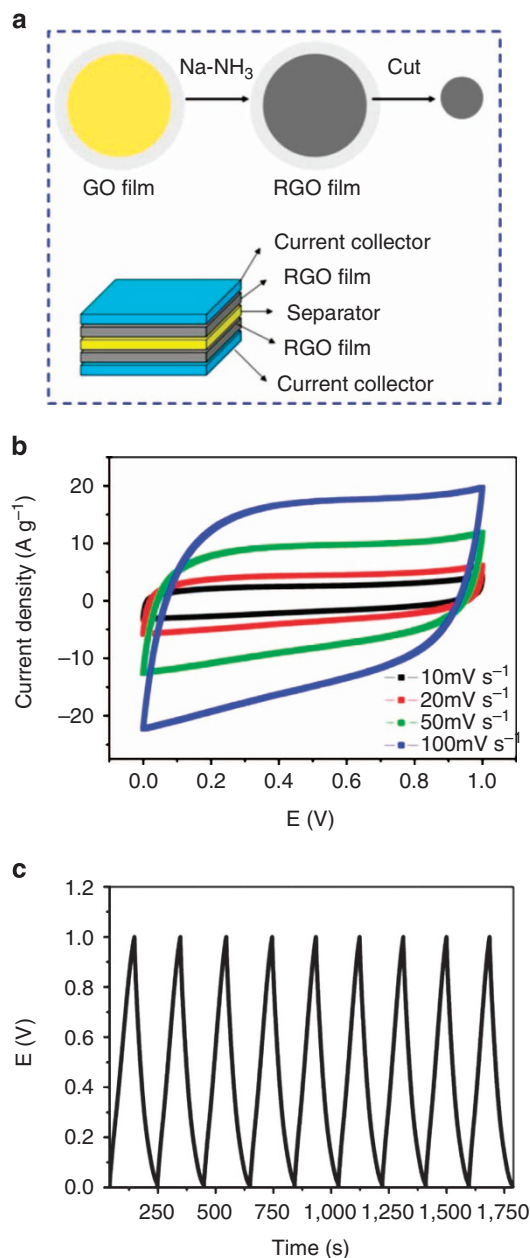 a
Na-NH₃
Cut
GO film
RGO film
Current collector
RGO film
Separator
RGO film
Current collector
b
Current density (A g⁻¹)
20
10
0
−10
−20
10mV s⁻¹
20mV s⁻¹
50mV s⁻¹
100mV s⁻¹
0.0 0.2 0.4 0.6 0.8 1.0
E (V)
c
E (V)
1.2
1.0
0.8
0.6
0.4
0.2
0.0
250 500 750 1,000 1,250 1,500 1,750
Time (s)